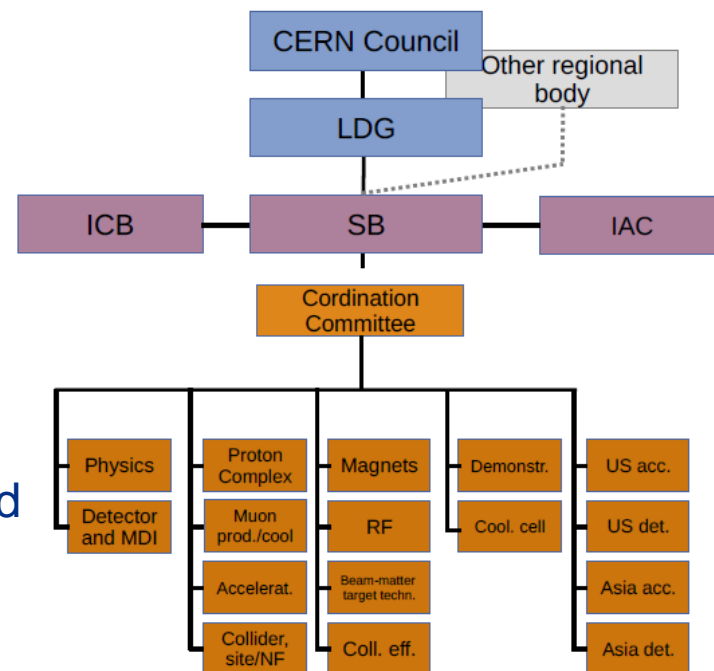 CERN Council
Other regional
body
LDG
ICB
SB
IAC
Cordination
Committee
Physics
Detector
and MDI
Proton
Complex
Muon
prod./cool
Accelerat.
Collider,
site/NF
Magnets
RF
Beam-matter
target techn.
Coll. eff.
Demonstr.
Cool. cell
US acc.
US det.
Asia acc.
Asia det.
d